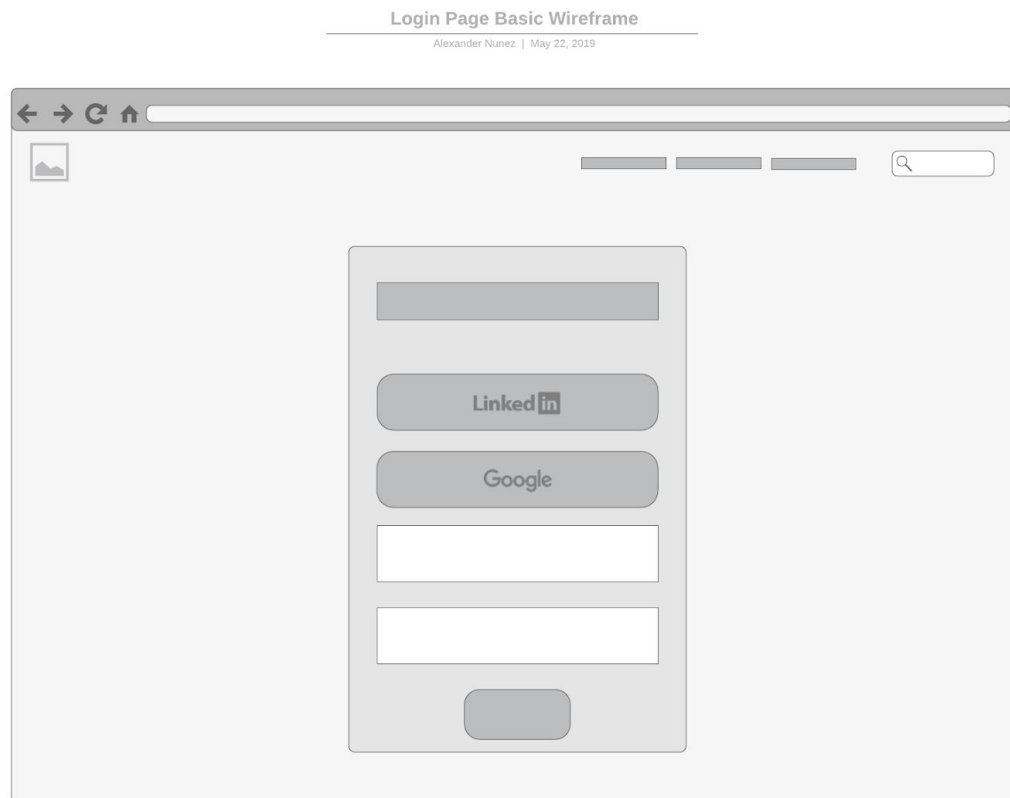 Login Page Basic Wireframe
Alexander Nunez | May 22, 2019
Linked in
Google